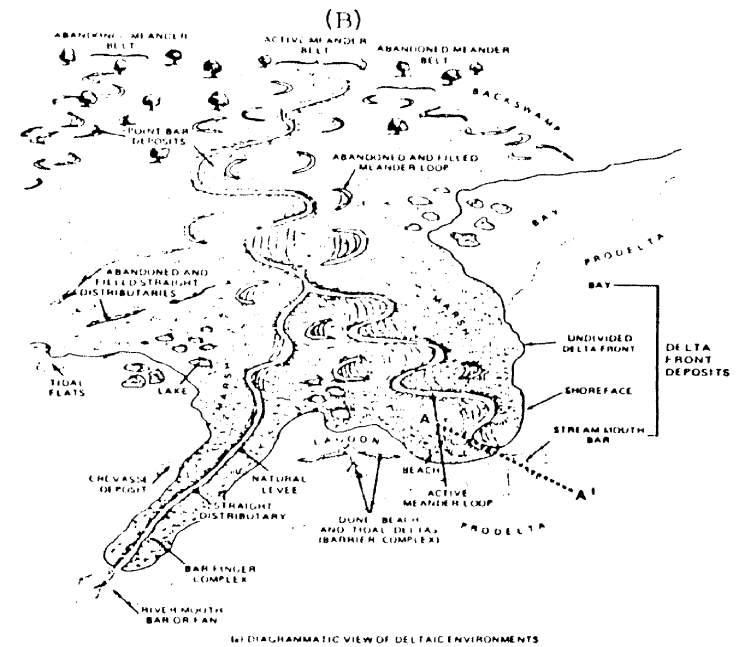 (B)
ABANDONED MEANDER
BELT
ACTIVE MEANDER
BELT
ABANDONED MEANDER
BELT
BACKSWAMP
POINT BAR
DEPOSITS
ABANDONED AND FILLED
MEANDER LOOP
BAY
PRODELTA
ABANDONED AND
FILLED STRAIGHT
DISTRIBUTARIES
BAY
MARSH
UNDIVIDED
DELTA FRONT
DELTA
FRONT
DEPOSITS
TIDAL
FLATS
LAKE
MARSH
SHOREFACE
A
STREAM MOUTH
BAR
LAGOON
CREVASSE
DEPOSIT
NATURAL
LEVEE
BEACH
A'
STRAIGHT
DISTRIBUTARY
ACTIVE
MEANDER LOOP
DUNE, BEACH
AND TIDAL DELTAS
(BARRIER COMPLEX)
PRODELTA
BAR FINGER
COMPLEX
RIVER MOUTH
BAR OR FAN
(a) DIAGRAMMATIC VIEW OF DELTAIC ENVIRONMENTS